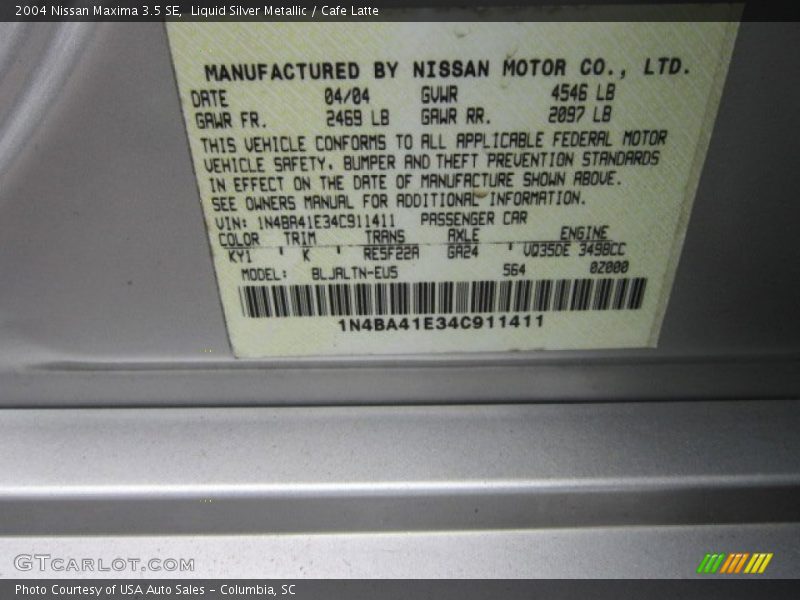 2004 Nissan Maxima 3.5 SE, Liquid Silver Metallic / Cafe Latte
MANUFACTURED BY NISSAN MOTOR CO., LTD.
DATE 04/04 GVWR 4546 LB
GAWR FR. 2469 LB GAWR RR. 2097 LB
THIS VEHICLE CONFORMS TO ALL APPLICABLE FEDERAL MOTOR
VEHICLE SAFETY, BUMPER AND THEFT PREVENTION STANDARDS
IN EFFECT ON THE DATE OF MANUFACTURE SHOWN ABOVE.
SEE OWNERS MANUAL FOR ADDITIONAL INFORMATION.
VIN: 1N4BA41E34C911411 PASSENGER CAR
COLOR TRIM TRANS AXLE ENGINE
KY1 ' K ' RE5F22A GA24 ' VQ35DE 3498CC
MODEL: BLJALTN-EU5 564 0Z000
1N4BA41E34C911411
GTCARLOT.COM
Photo Courtesy of USA Auto Sales - Columbia, SC